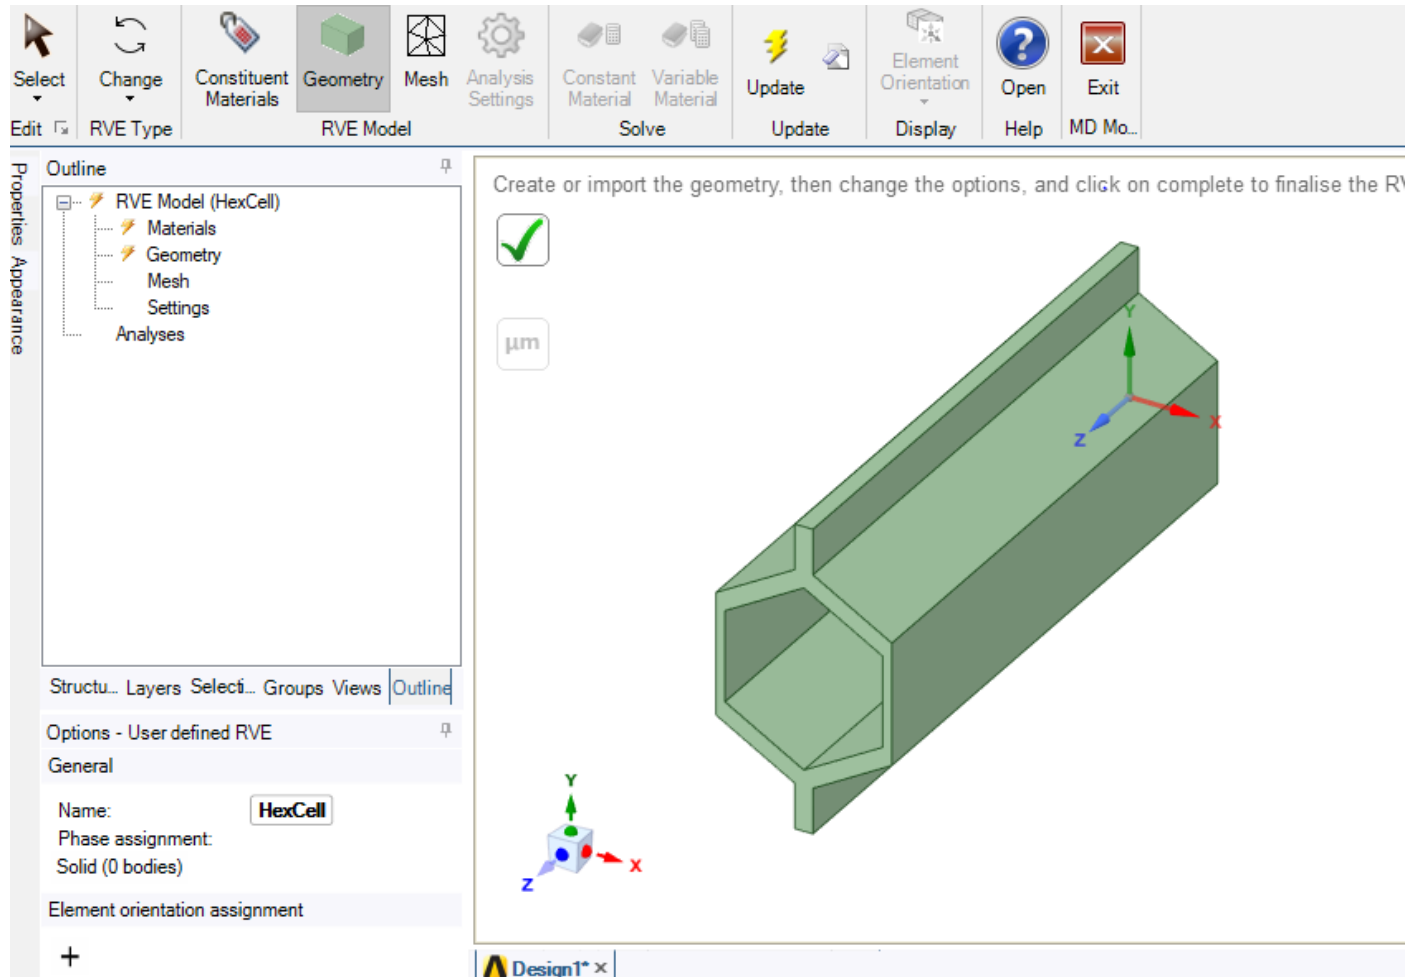 Select
Change
Constituent
Materials
Geometry
Mesh
Analysis
Settings
Constant
Material
Variable
Material
Update
Element
Orientation
Open
Exit
Edit
RVE Type
RVE Model
Solve
Update
Display
Help
MD Mo...
Properties
Appearance
Outline
RVE Model (HexCell)
Materials
Geometry
Mesh
Settings
Analyses
Structu... Layers Selecti... Groups Views Outline
Options - User defined RVE
General
Name: HexCell
Phase assignment:
Solid (0 bodies)
Element orientation assignment
+
Create or import the geometry, then change the options, and click on complete to finalise the RV
µm
Y
X
Z
Y
X
Z
Design1* ×